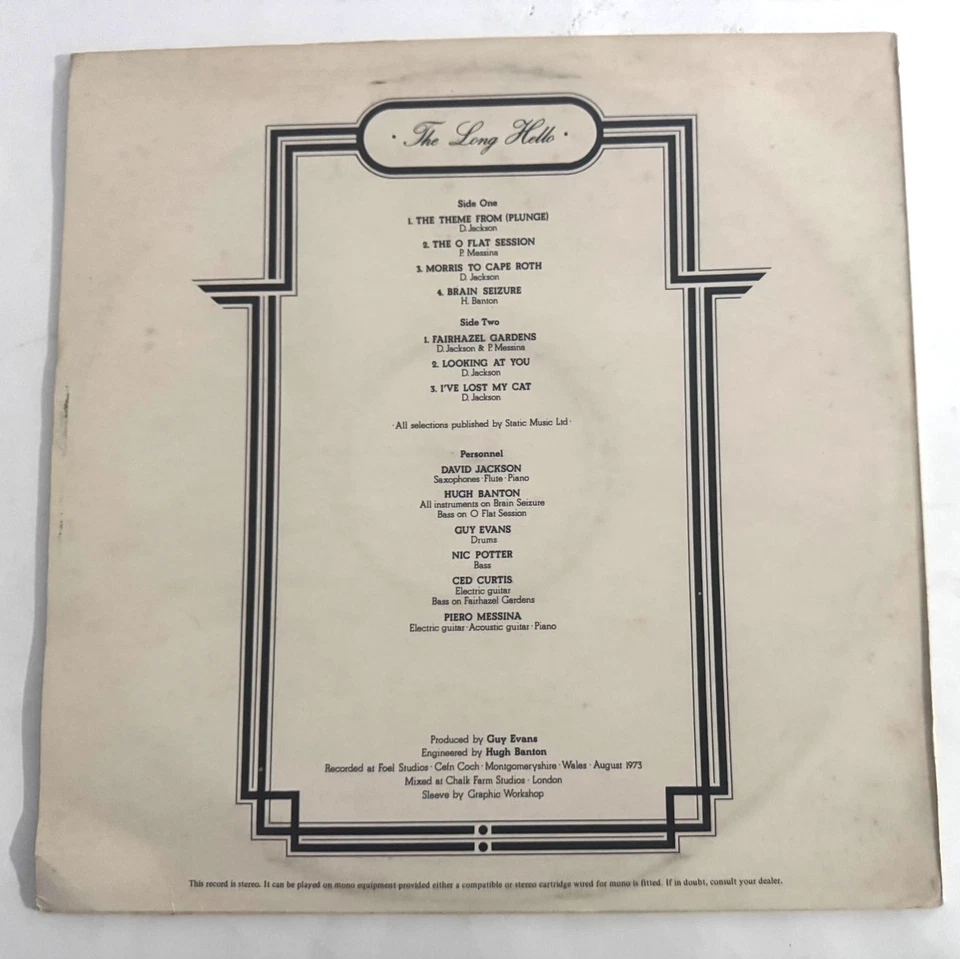 · The Long Hello ·
Side One
1. THE THEME FROM (PLUNGE)
D. Jackson
2. THE O FLAT SESSION
P. Messina
3. MORRIS TO CAPE ROTH
D. Jackson
4. BRAIN SEIZURE
H. Banton
Side Two
1. FAIRHAZEL GARDENS
D. Jackson & P. Messina
2. LOOKING AT YOU
D. Jackson
3. I'VE LOST MY CAT
D. Jackson
· All selections published by Static Music Ltd ·
Personnel
DAVID JACKSON
Saxophones · Flute · Piano
HUGH BANTON
All instruments on Brain Seizure
Bass on O Flat Session
GUY EVANS
Drums
NIC POTTER
Bass
CED CURTIS
Electric guitar
Bass on Fairhazel Gardens
PIERO MESSINA
Electric guitar · Acoustic guitar · Piano
Produced by Guy Evans
Engineered by Hugh Banton
Recorded at Foel Studios · Cefn Coch · Montgomeryshire · Wales · August 1973
Mixed at Chalk Farm Studios · London
Sleeve by Graphic Workshop
This record is stereo. It can be played on mono equipment provided either a compatible or stereo cartridge wired for mono is fitted. If in doubt, consult your dealer.